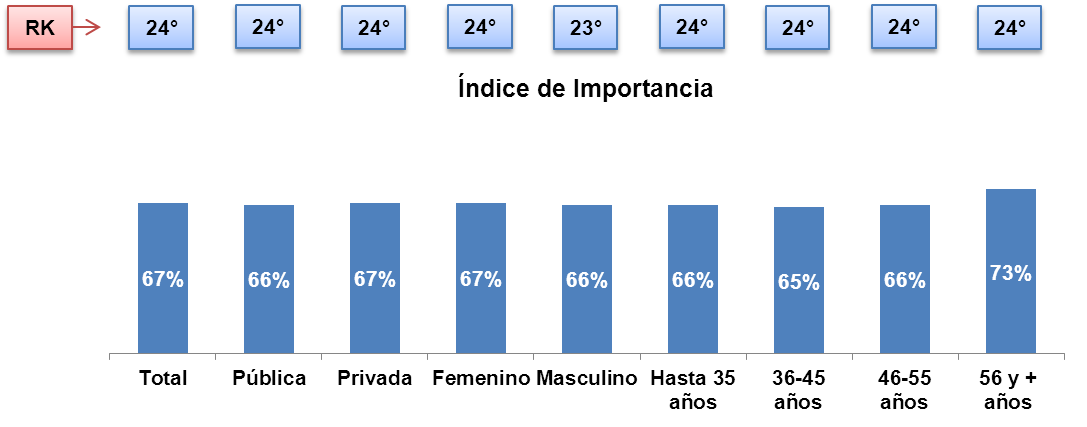 RK 24° 24° 24° 24° 23° 24° 24° 24° 24°
Índice de Importancia
67% 66% 67% 67% 66% 66% 65% 66% 73%
Total Pública Privada Femenino Masculino Hasta 35 36-45 46-55 56 y +
años años años años